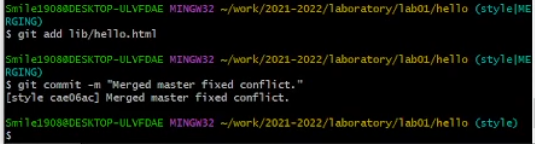 Smile1908@DESKTOP-ULVFDAE MINGW32 ~/work/2021-2022/laboratory/lab01/hello (style|ME
RGING)
$ git add lib/hello.html
Smile1908@DESKTOP-ULVFDAE MINGW32 ~/work/2021-2022/laboratory/lab01/hello (style|ME
RGING)
$ git commit -m "Merged master fixed conflict."
[style cae06ac] Merged master fixed conflict.
Smile1908@DESKTOP-ULVFDAE MINGW32 ~/work/2021-2022/laboratory/lab01/hello (style)
$